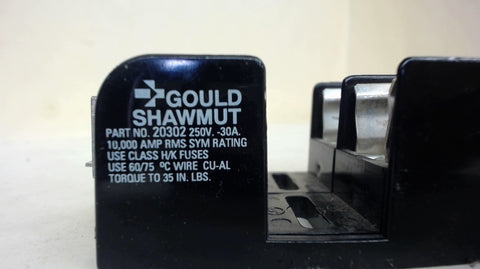 GOULD
SHAWMUT
PART NO. 20302 250V. -30A.
10,000 AMP RMS SYM RATING
USE CLASS H/K FUSES
USE 60/75 °C WIRE CU-AL
TORQUE TO 35 IN. LBS.